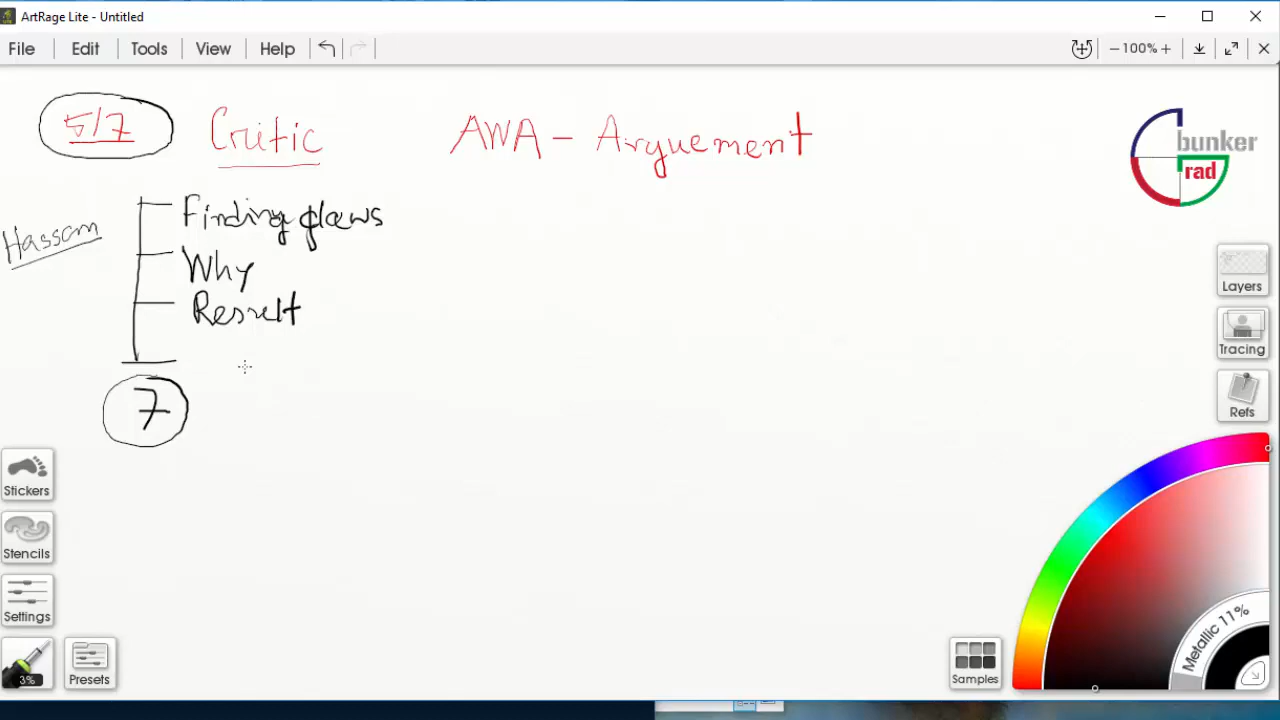 ArtRage Lite - Untitled
File Edit Tools View Help
−100%+
5/7 Critic AWA - Arguement
bunker
rad
Hassam
Finding flaws
Why
Result
7
Layers
Tracing
Refs
Stickers
Stencils
Settings
3%
Presets
Samples
Metallic 11%